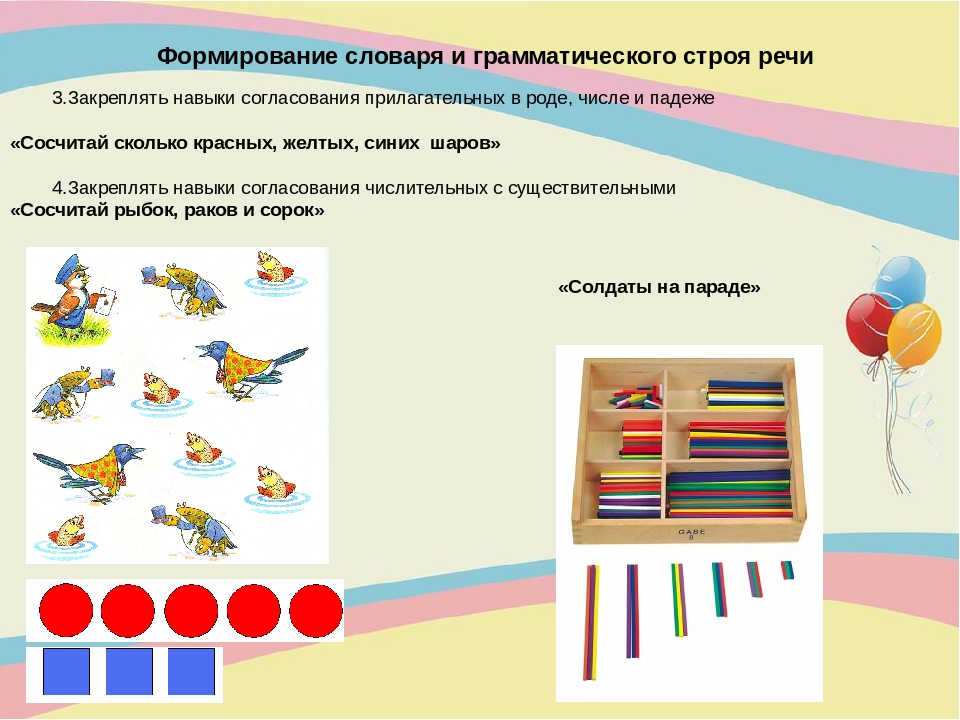 Формирование словаря и грамматического строя речи
3.Закреплять навыки согласования прилагательных в роде, числе и падеже
«Сосчитай сколько красных, желтых, синих  шаров»
4.Закреплять навыки согласования числительных с существительными
«Сосчитай рыбок, раков и сорок»
«Солдаты на параде»
GABE
8